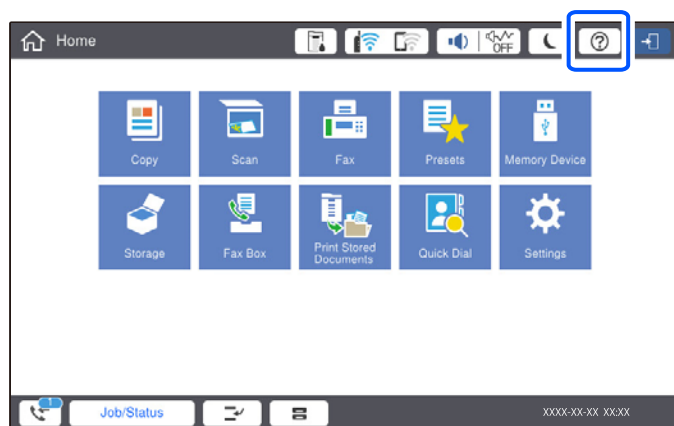 Home
OFF
?
Copy
Scan
Fax
Presets
Memory Device
Storage
Fax Box
Print Stored
Documents
Quick Dial
Settings
1
Job/Status
XXXX-XX-XX XX:XX